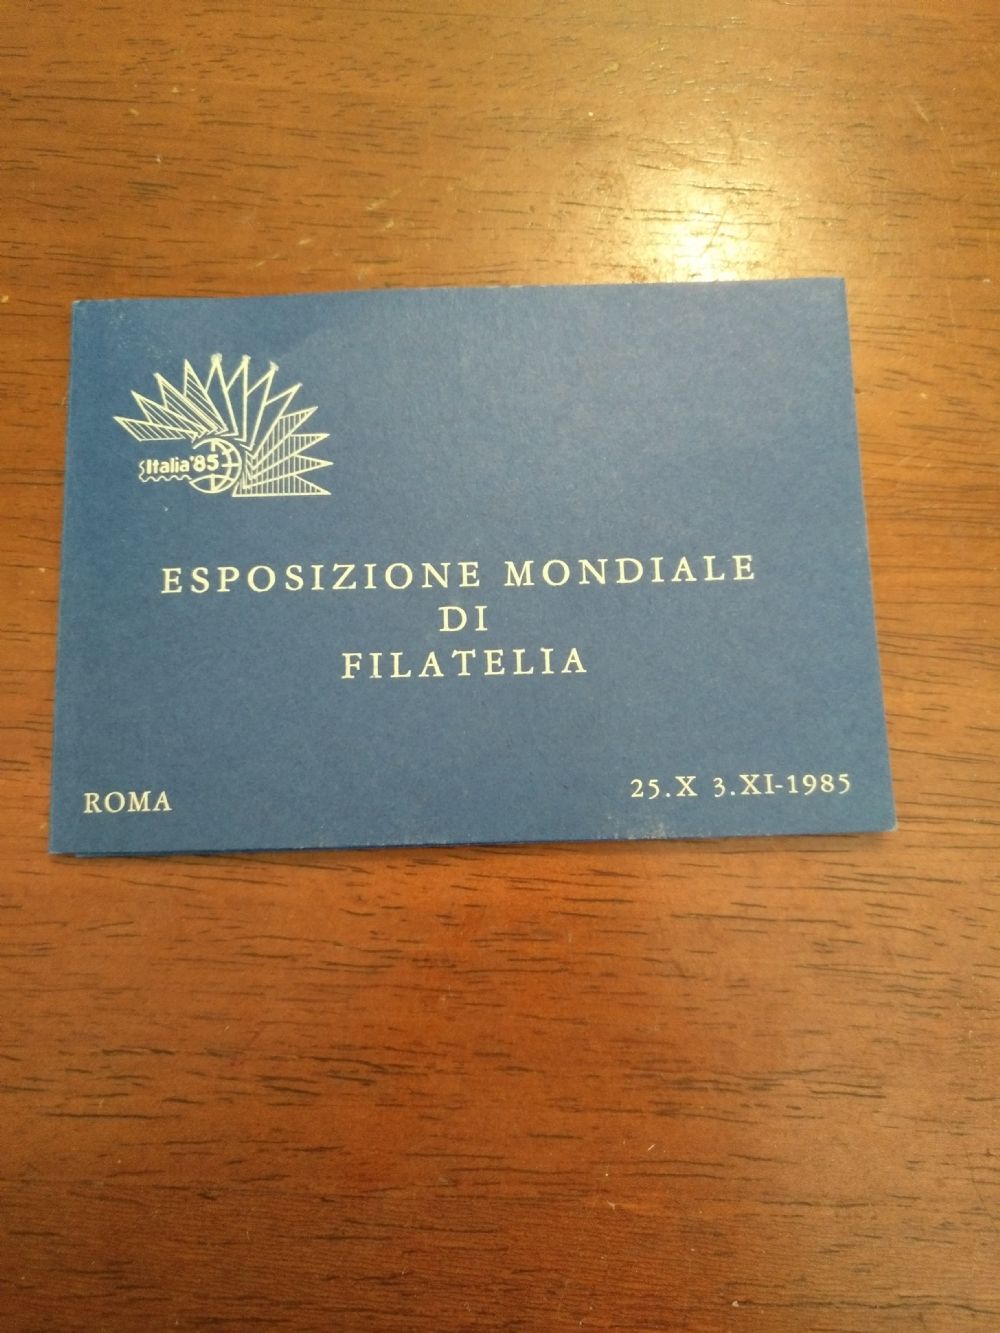 Italia '85
ESPOSIZIONE MONDIALE
DI
FILATELIA
ROMA
25.X 3.XI-1985